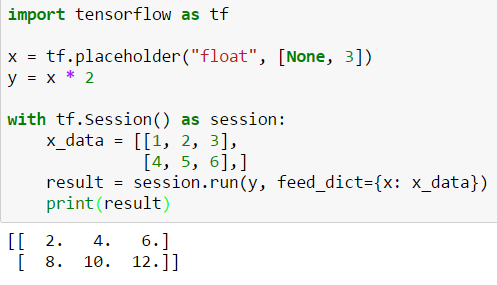 import tensorflow as tf
x = tf.placeholder("float", [None, 3])
y = x * 2
with tf.Session() as session:
    x_data = [[1, 2, 3],
              [4, 5, 6],]
    result = session.run(y, feed_dict={x: x_data})
    print(result)
[[  2.   4.   6.]
 [  8.  10.  12.]]